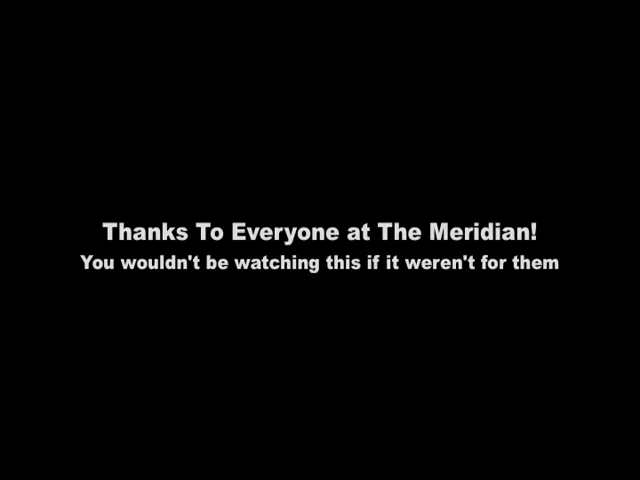 Thanks To Everyone at The Meridian!
You wouldn't be watching this if it weren't for them